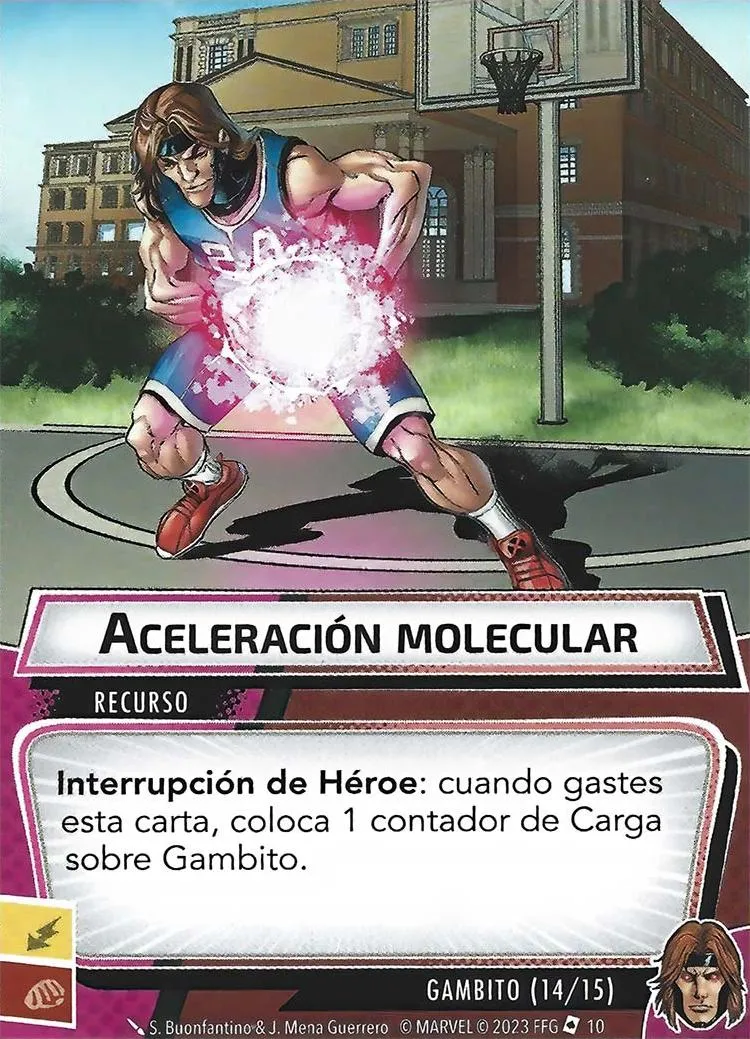 ACELERACIÓN MOLECULAR
RECURSO
Interrupción de Héroe: cuando gastes
esta carta, coloca 1 contador de Carga
sobre Gambito.
GAMBITO (14/15)
S. Buonfantino & J. Mena Guerrero © MARVEL © 2023 FFG 10